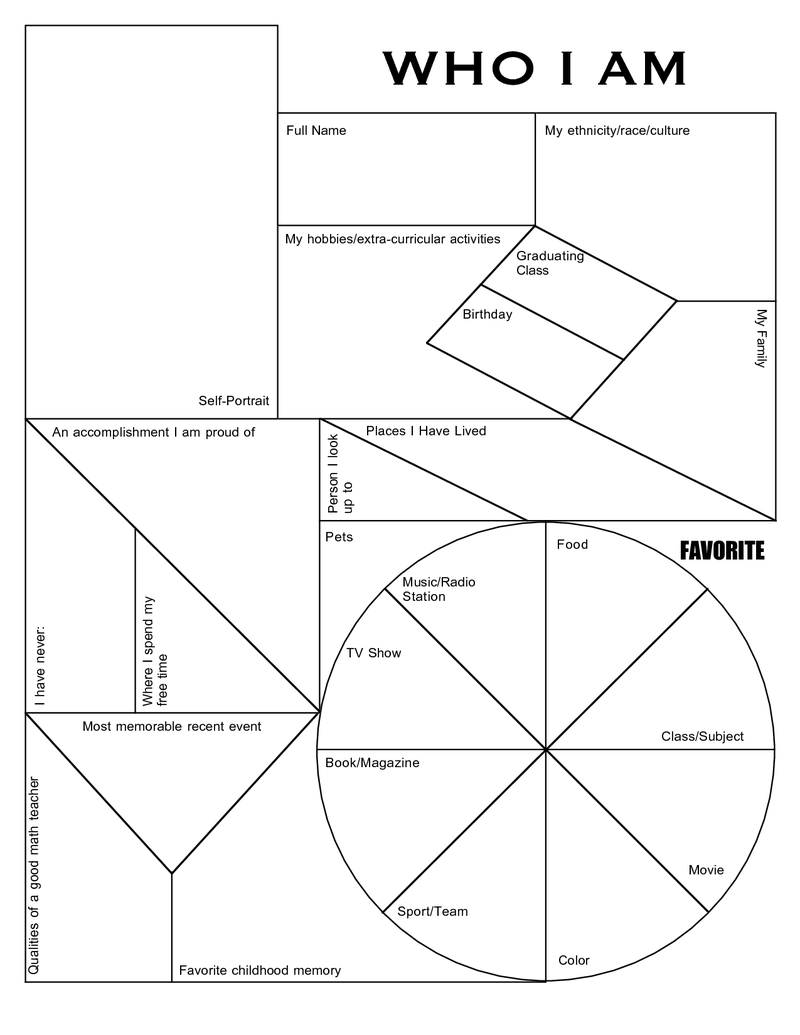 WHO I AM
Full Name
My ethnicity/race/culture
My hobbies/extra-curricular activities
Graduating
Class
Birthday
My Family
Self-Portrait
An accomplishment I am proud of
Places I Have Lived
Person I look
up to
I have never:
Where I spend my
free time
Pets
FAVORITE
Food
Music/Radio
Station
TV Show
Class/Subject
Book/Magazine
Movie
Sport/Team
Color
Most memorable recent event
Qualities of a good math teacher
Favorite childhood memory